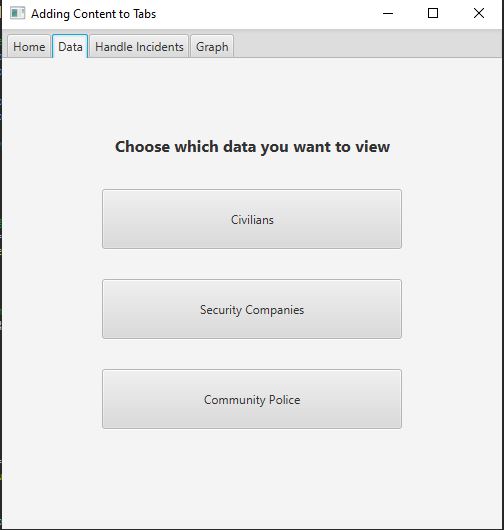 Adding Content to Tabs
Home Data Handle Incidents Graph
Choose which data you want to view
Civilians
Security Companies
Community Police